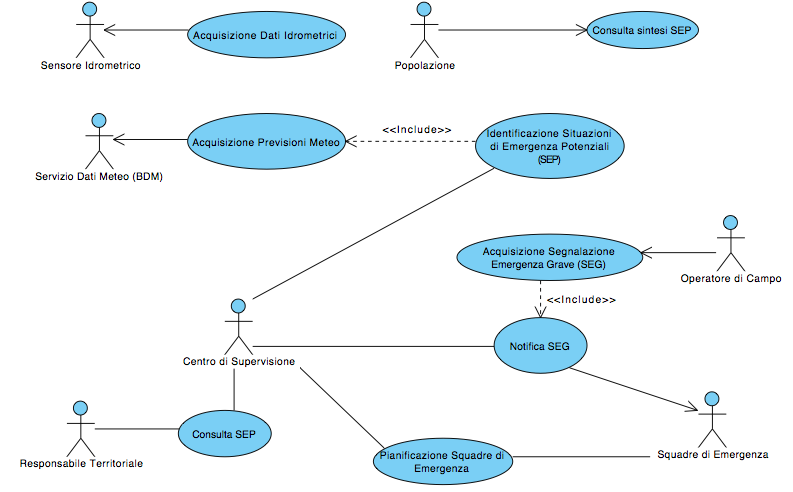 Sensore Idrometrico
Acquisizione Dati Idrometrici
Popolazione
Consulta sintesi SEP
Servizio Dati Meteo (BDM)
Acquisizione Previsioni Meteo
<<Include>>
Identificazione Situazioni
di Emergenza Potenziali
(SEP)
Acquisizione Segnalazione
Emergenza Grave (SEG)
Operatore di Campo
<<Include>>
Centro di Supervisione
Notifica SEG
Responsabile Territoriale
Consulta SEP
Pianificazione Squadre di
Emergenza
Squadre di Emergenza